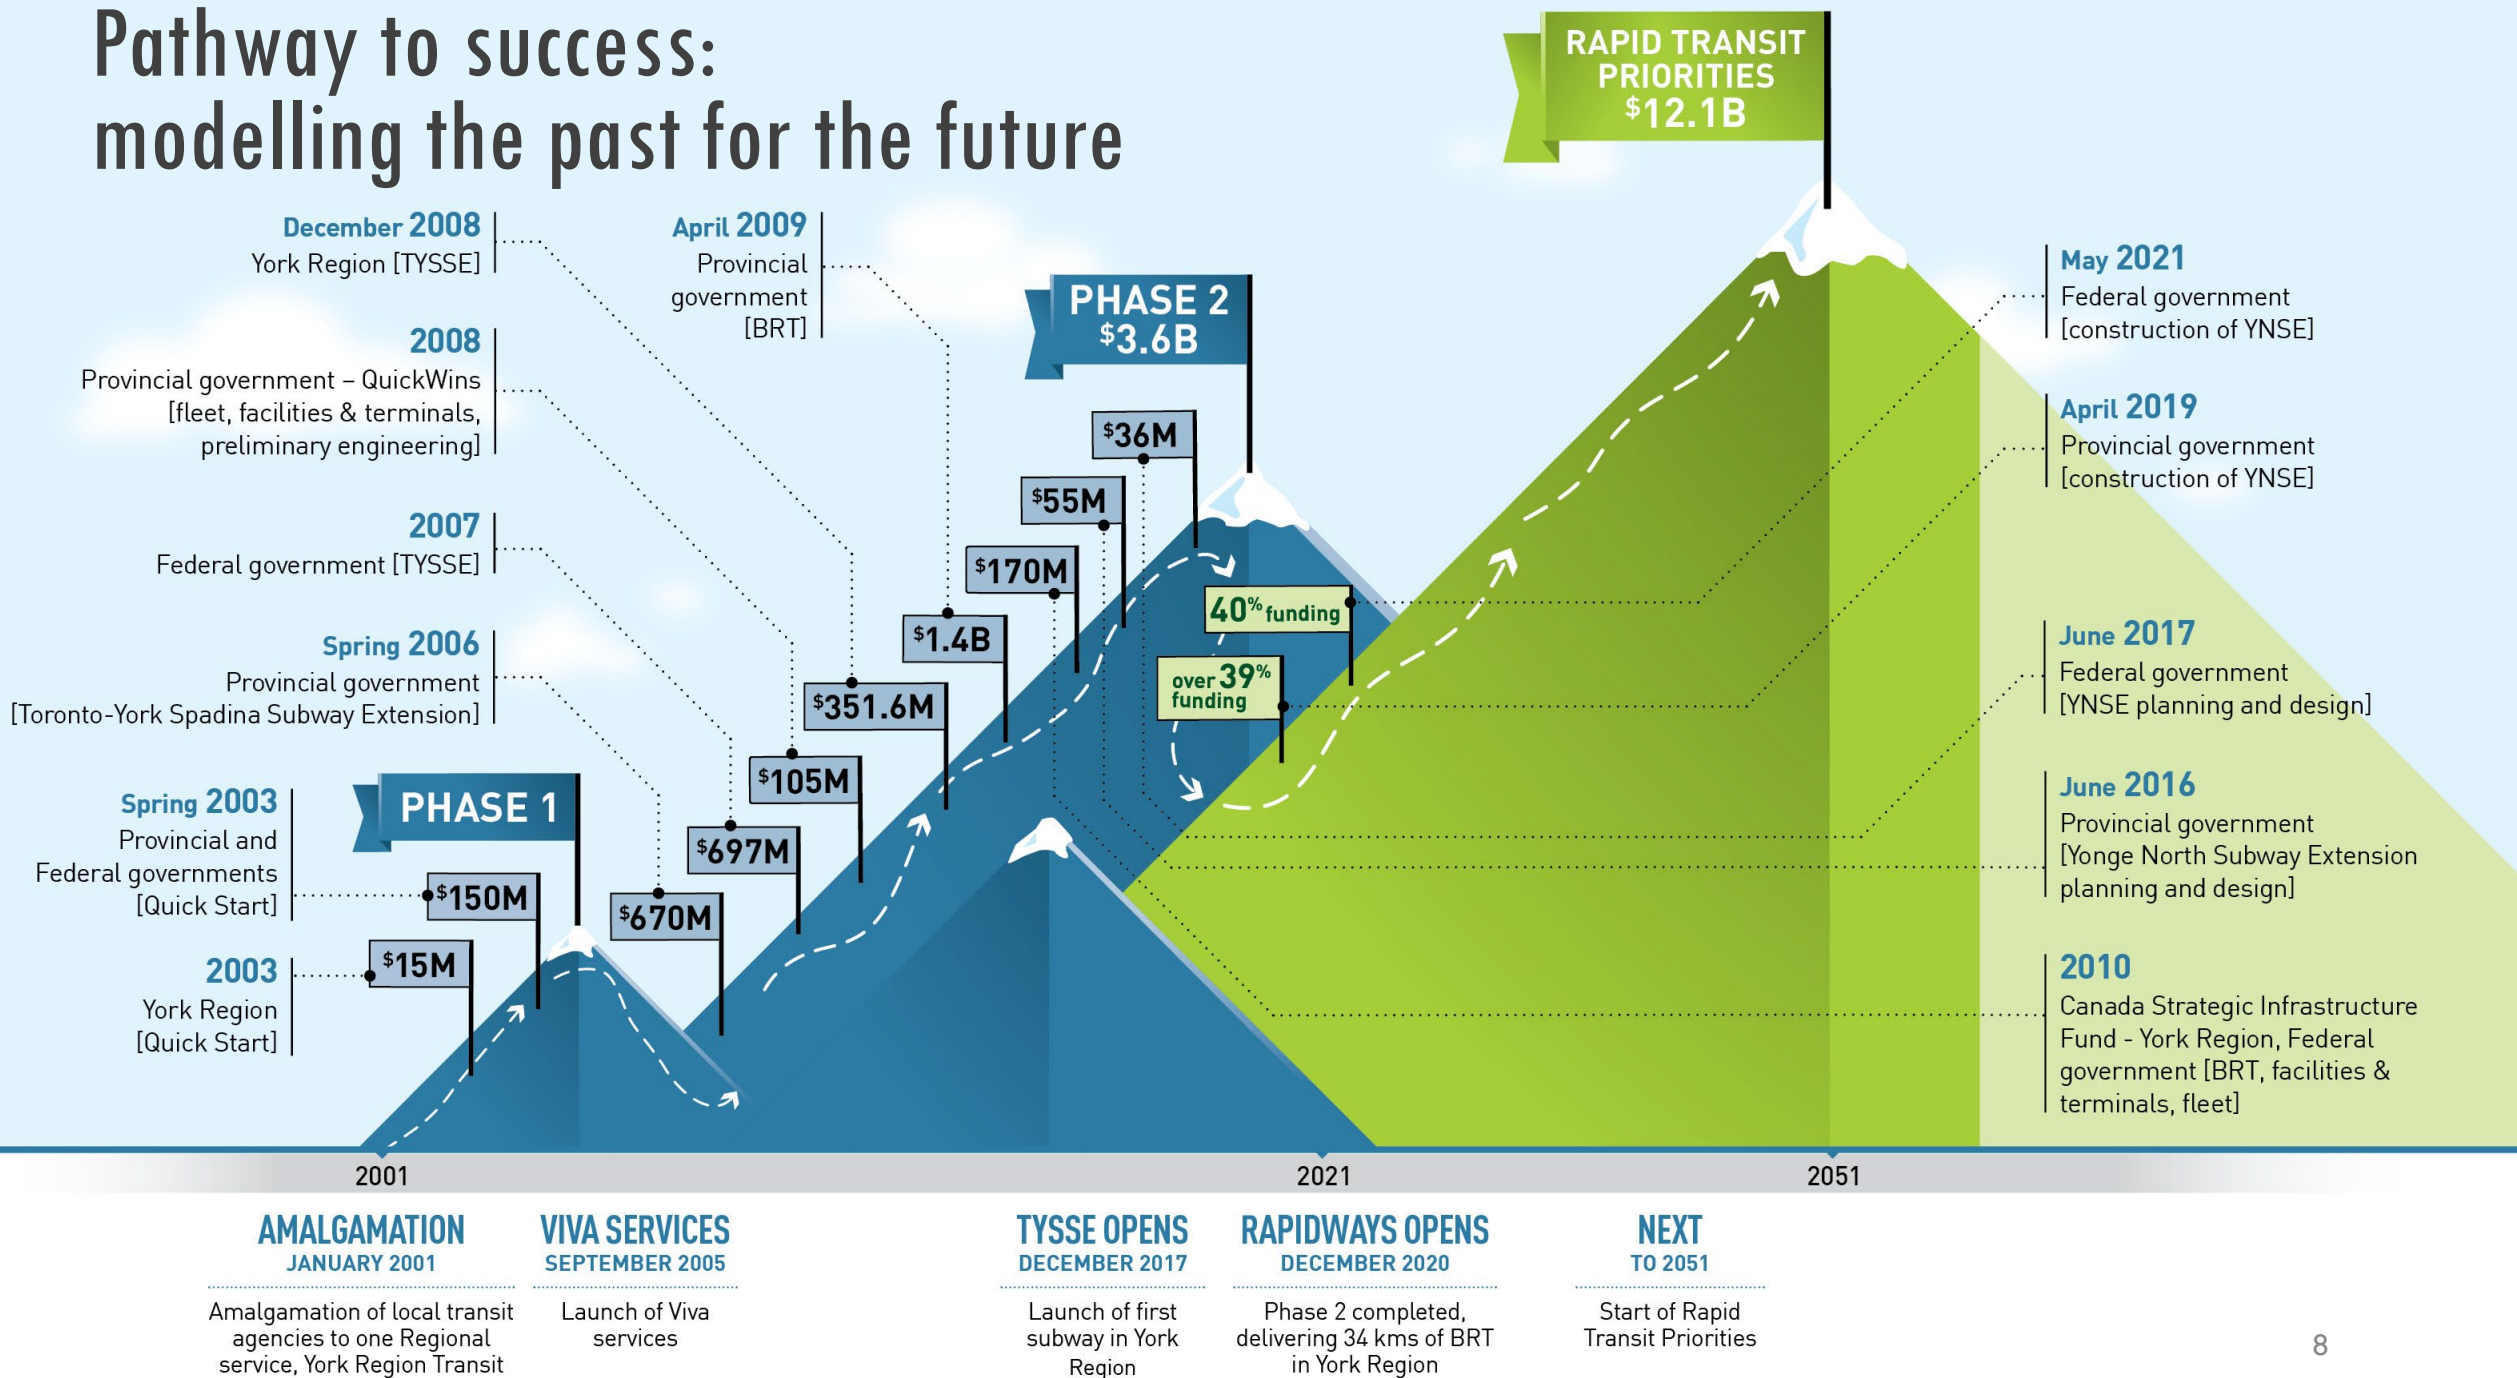 Pathway to success:
modelling the past for the future
RAPID TRANSIT
PRIORITIES
$12.1B
December 2008
York Region [TYSSE]
April 2009
Provincial
government
[BRT]
2008
Provincial government – QuickWins
[fleet, facilities & terminals,
preliminary engineering]
2007
Federal government [TYSSE]
Spring 2006
Provincial government
[Toronto-York Spadina Subway Extension]
Spring 2003
Provincial and
Federal governments
[Quick Start]
2003
York Region
[Quick Start]
PHASE 1
$15M
$150M
$670M
$697M
$105M
$351.6M
$1.4B
$170M
$55M
$36M
PHASE 2
$3.6B
40% funding
over 39%
funding
May 2021
Federal government
[construction of YNSE]
April 2019
Provincial government
[construction of YNSE]
June 2017
Federal government
[YNSE planning and design]
June 2016
Provincial government
[Yonge North Subway Extension
planning and design]
2010
Canada Strategic Infrastructure
Fund - York Region, Federal
government [BRT, facilities &
terminals, fleet]
2001
2021
2051
AMALGAMATION
JANUARY 2001
Amalgamation of local transit
agencies to one Regional
service, York Region Transit
VIVA SERVICES
SEPTEMBER 2005
Launch of Viva
services
TYSSE OPENS
DECEMBER 2017
Launch of first
subway in York
Region
RAPIDWAYS OPENS
DECEMBER 2020
Phase 2 completed,
delivering 34 kms of BRT
in York Region
NEXT
TO 2051
Start of Rapid
Transit Priorities
8